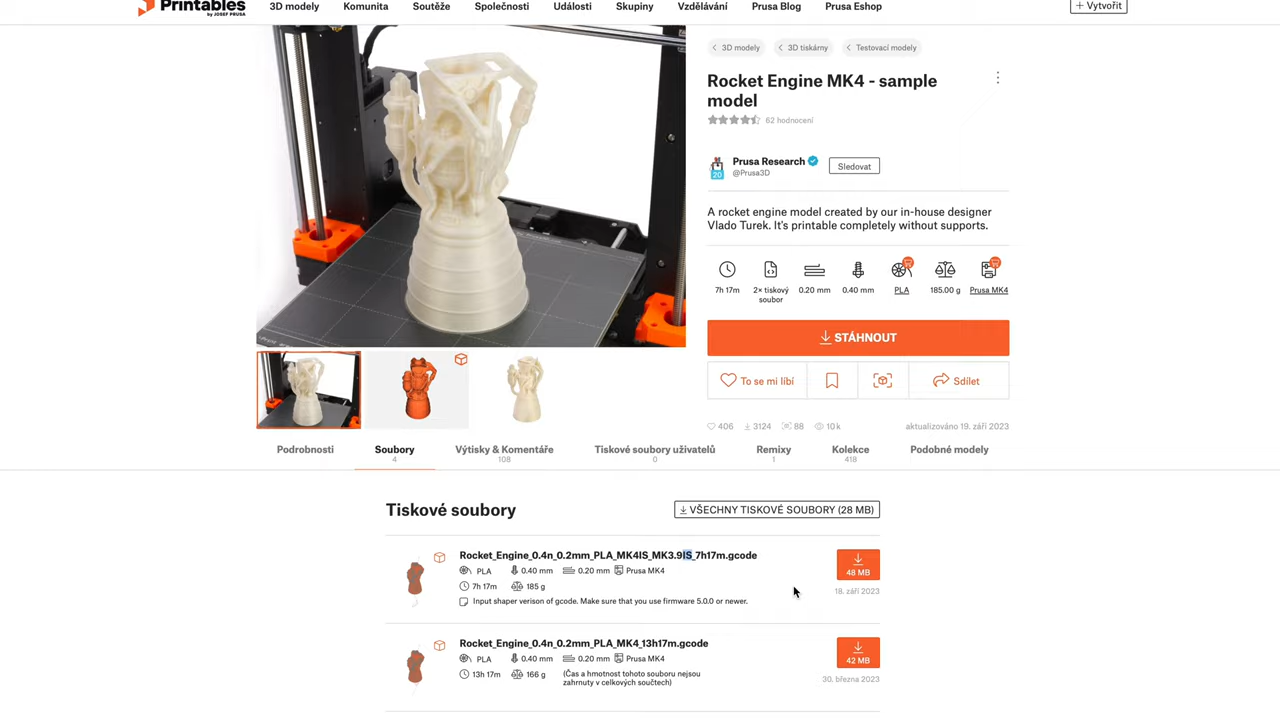 Printables
by JOSEF PRUSA
3D modely
Komunita
Soutěže
Společnosti
Události
Skupiny
Vzdělávání
Prusa Blog
Prusa Eshop
+ Vytvořit
3D modely
3D tiskárny
Testovací modely
Rocket Engine MK4 - sample
model
62 hodnocení
Prusa Research
@Prusa3D
20
Sledovat
A rocket engine model created by our in-house designer
Vlado Turek. It's printable completely without supports.
7h 17m
2× tiskový
soubor
0.20 mm
0.40 mm
PLA
185.00 g
Prusa MK4
STÁHNOUT
To se mi líbí
Sdílet
406
3124
88
10k
aktualizováno 19. září 2023
Podrobnosti
Soubory
4
Výtisky & Komentáře
108
Tiskové soubory uživatelů
0
Remixy
1
Kolekce
418
Podobné modely
Tiskové soubory
VŠECHNY TISKOVÉ SOUBORY (28 MB)
Rocket_Engine_0.4n_0.2mm_PLA_MK4IS_MK3.9IS_7h17m.gcode
PLA
0.40 mm
0.20 mm
Prusa MK4
7h 17m
185 g
Input shaper verison of gcode. Make sure that you use firmware 5.0.0 or newer.
48 MB
18. září 2023
Rocket_Engine_0.4n_0.2mm_PLA_MK4_13h17m.gcode
PLA
0.40 mm
0.20 mm
Prusa MK4
13h 17m
166 g
(Čas a hmotnost tohoto souboru nejsou
zahrnuty v celkových součtech)
42 MB
30. března 2023